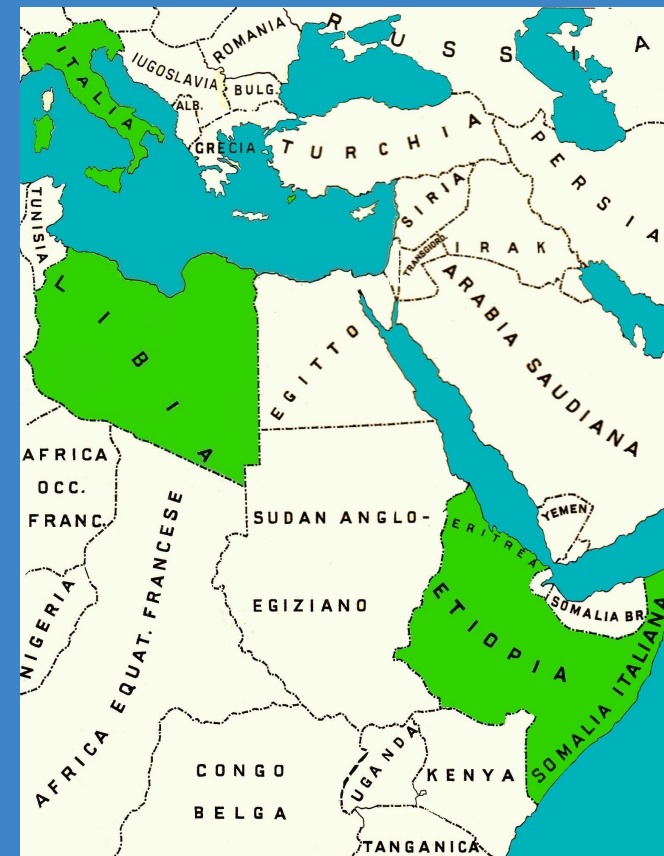 RUSSIA
ROMANIA
ITALIA
IUGOSLAVIA
BULG.
ALB.
GRECIA
TURCHIA
PERSIA
SIRIA
TUNISIA
TRANSGIORD.
IRAK
LIBIA
EGITTO
ARABIA SAUDIANA
AFRICA
OCC.
FRANC.
SUDAN ANGLO-
EGIZIANO
YEMEN
ERITREA
ETIOPIA
SOMALIA BR.
SOMALIA ITALIANA
NIGERIA
AFRICA EQUAT. FRANCESE
CONGO
BELGA
UGANDA
KENYA
TANGANICA